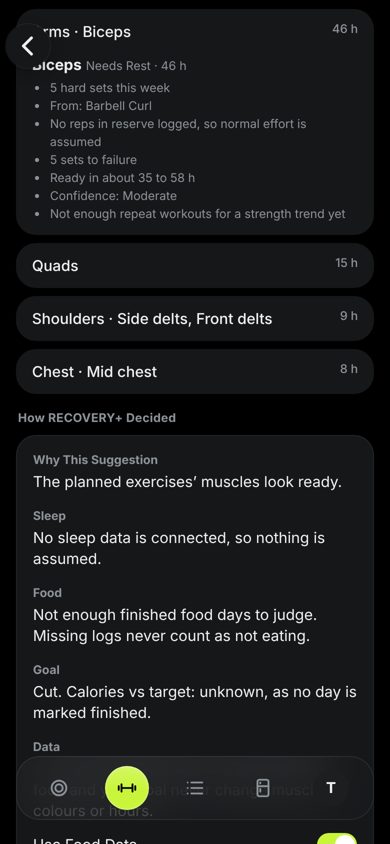 Arms · Biceps
46 h
Biceps Needs Rest · 46 h
• 5 hard sets this week
• From: Barbell Curl
• No reps in reserve logged, so normal effort is
assumed
• 5 sets to failure
• Ready in about 35 to 58 h
• Confidence: Moderate
• Not enough repeat workouts for a strength trend yet
Quads
15 h
Shoulders · Side delts, Front delts
9 h
Chest · Mid chest
8 h
How RECOVERY+ Decided
Why This Suggestion
The planned exercises’ muscles look ready.
Sleep
No sleep data is connected, so nothing is
assumed.
Food
Not enough finished food days to judge.
Missing logs never count as not eating.
Goal
Cut. Calories vs target: unknown, as no day is
marked finished.
Data
T
colours or hours.
Use Food Data